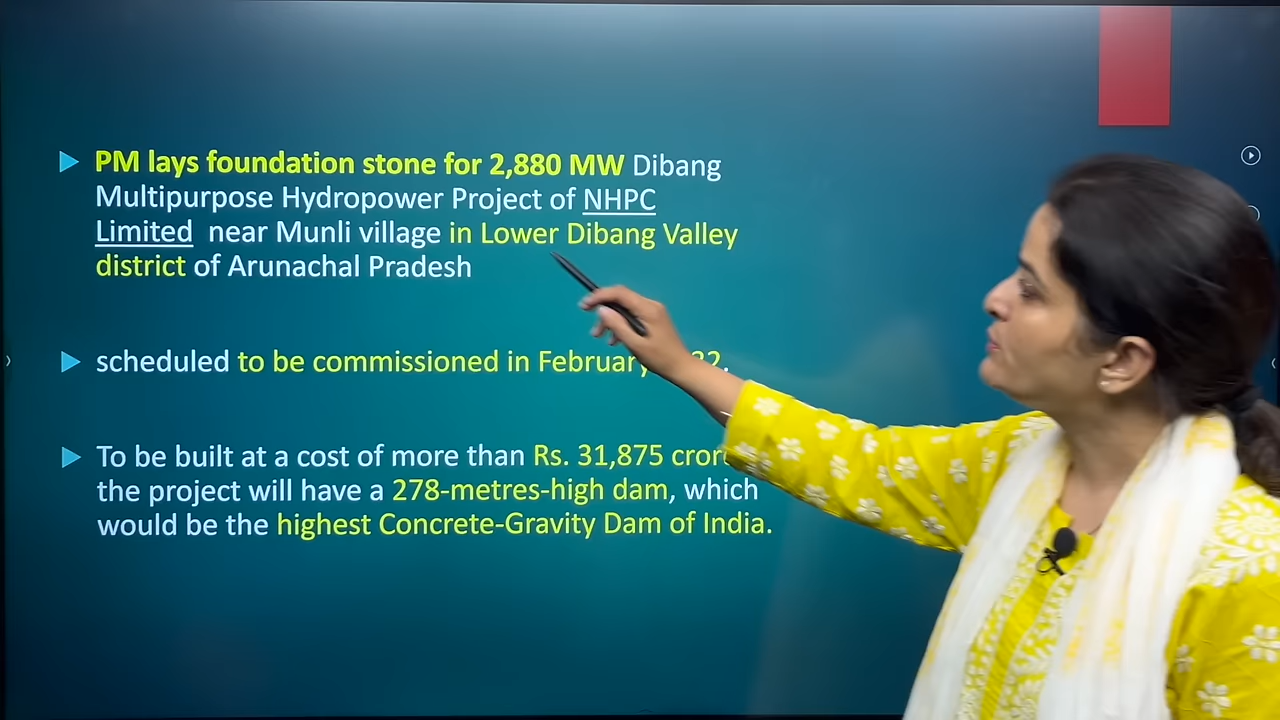 PM lays foundation stone for 2,880 MW Dibang
Multipurpose Hydropower Project of NHPC
Limited near Munli village in Lower Dibang Valley
district of Arunachal Pradesh
scheduled to be commissioned in February
To be built at a cost of more than Rs. 31,875
the project will have a 278-metres-high dam, which
would be the highest Concrete-Gravity Dam of India.